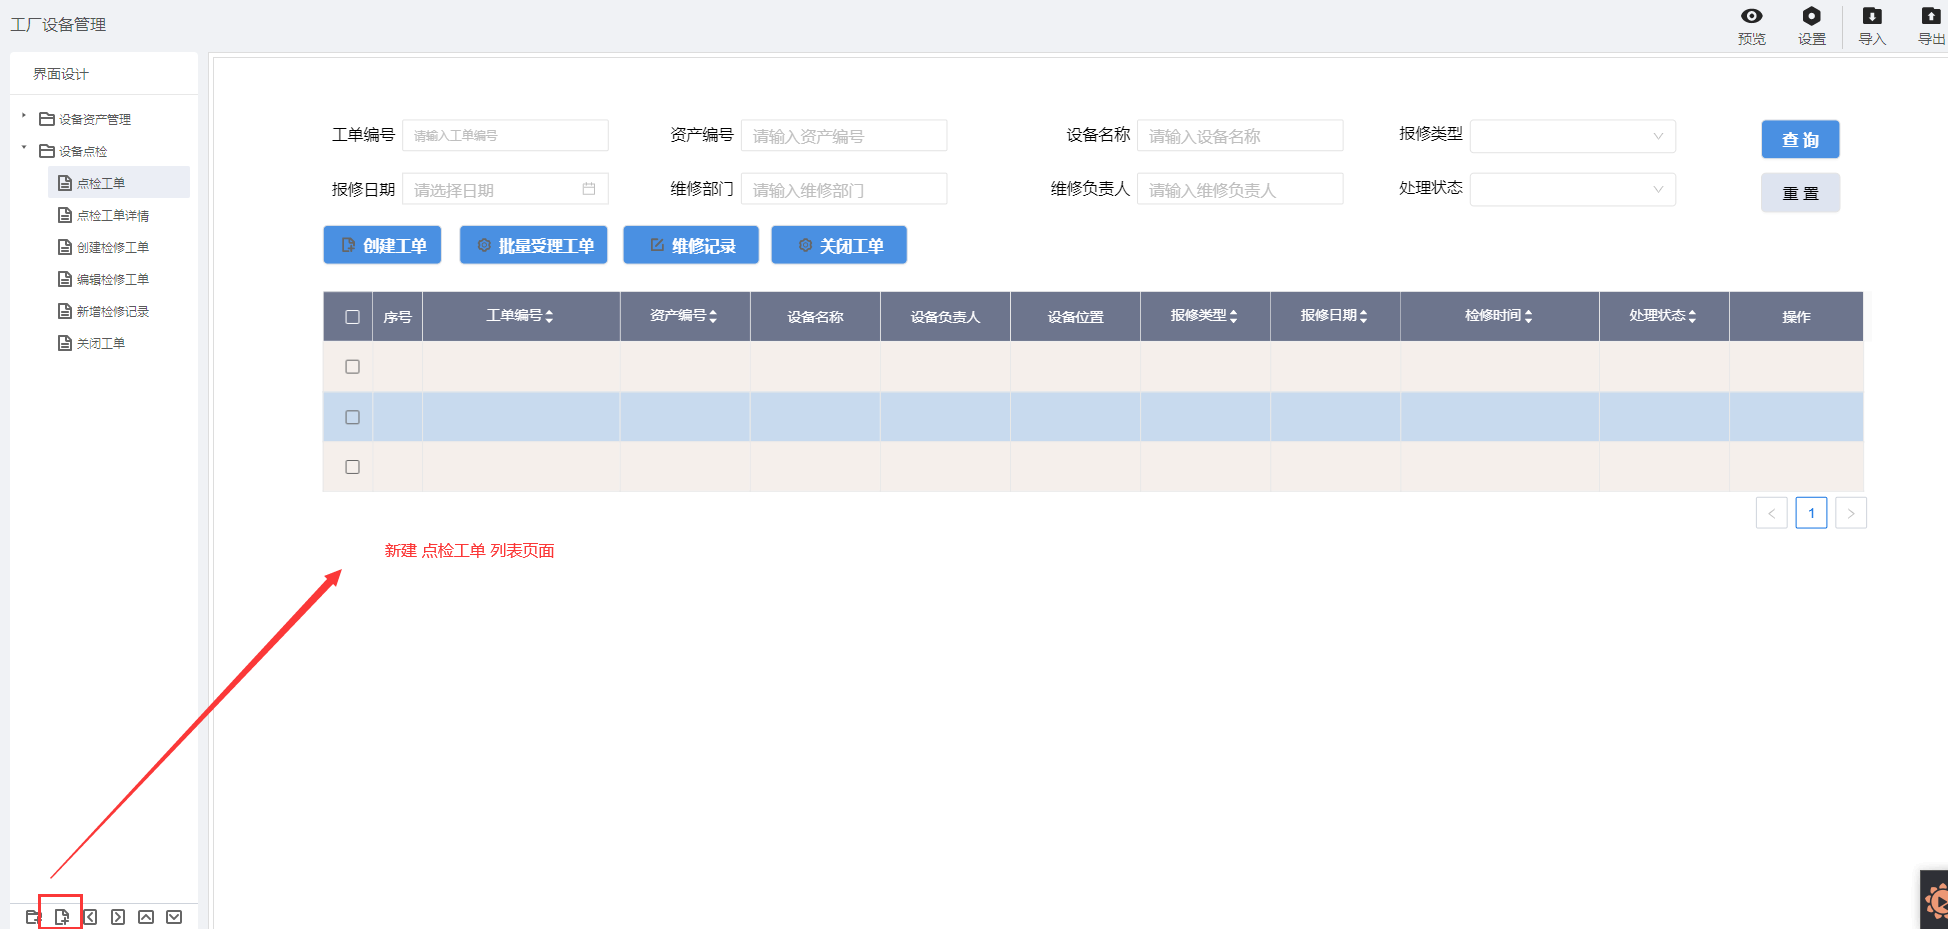 工厂设备管理
预览 设置 导入 导出
界面设计
设备资产管理
设备点检
点检工单
点检工单详情
创建检修工单
编辑检修工单
新增检修记录
关闭工单
工单编号 请输入工单编号 资产编号 请输入资产编号 设备名称 请输入设备名称 报修类型 查 询
报修日期 请选择日期 维修部门 请输入维修部门 维修负责人 请输入维修负责人 处理状态 重 置
创建工单 批量受理工单 维修记录 关闭工单
序号 工单编号 资产编号 设备名称 设备负责人 设备位置 报修类型 报修日期 检修时间 处理状态 操作
< 1 >
新建 点检工单 列表页面